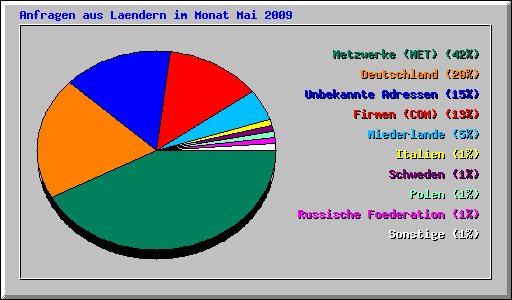 Anfragen aus Laendern im Monat Mai 2009
Netzwerke (NET) (42%)
Deutschland (20%)
Unbekannte Adressen (15%)
Firmen (COM) (13%)
Niederlande (5%)
Italien (1%)
Schweden (1%)
Polen (1%)
Russische Foederation (1%)
Sonstige (1%)